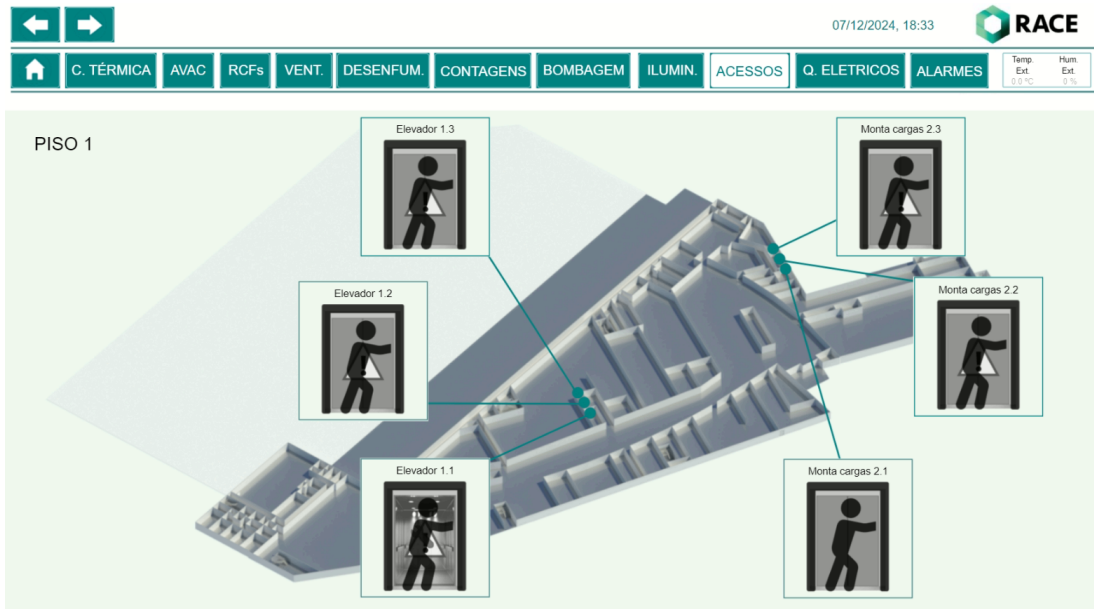 07/12/2024, 18:33
RACE
C. TÉRMICA
AVAC
RCFs
VENT.
DESENFUM.
CONTAGENS
BOMBAGEM
ILUMIN.
ACESSOS
Q. ELETRICOS
ALARMES
Temp. Ext.
0.0 ºC
Hum. Ext.
0 %
PISO 1
Elevador 1.3
Monta cargas 2.3
Elevador 1.2
Monta cargas 2.2
Elevador 1.1
Monta cargas 2.1